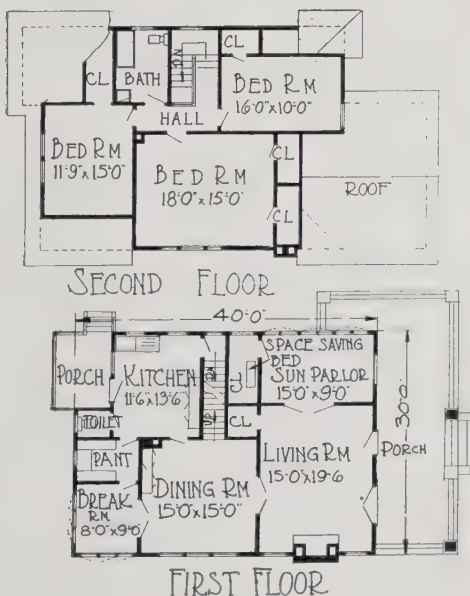 CL
CL
BATH
DN
BED RM
16'-0"x10'-0"
HALL
BED RM
11'-9"x15'-0"
BED RM
18'-0"x15'-0"
CL
CL
ROOF
SECOND FLOOR
40'-0"
PORCH
KITCHEN
11'-6"x13'-6"
DN
UP
CL
SPACE SAVING
BED
SUN PARLOR
15'-0"x9'-0"
TOILET
CL
30'-0"
PORCH
PANT
LIVING RM
15'-0"x19'-6
BREAK
RM
8'-0"x9'-0"
DINING RM
15'-0"x15'-0"
FIRST FLOOR